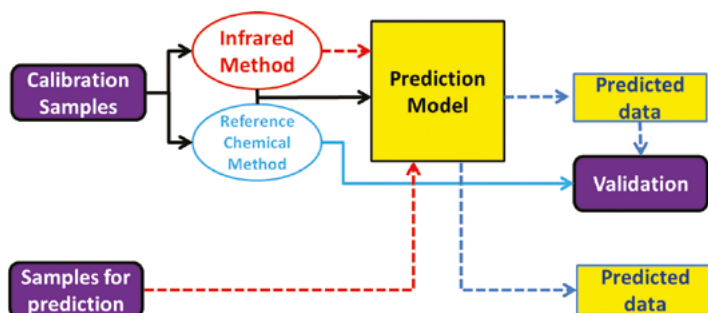 Infrared
Method
Calibration
Samples
Prediction
Model
Predicted
data
Reference
Chemical
Method
Validation
Samples for
prediction
Predicted
data